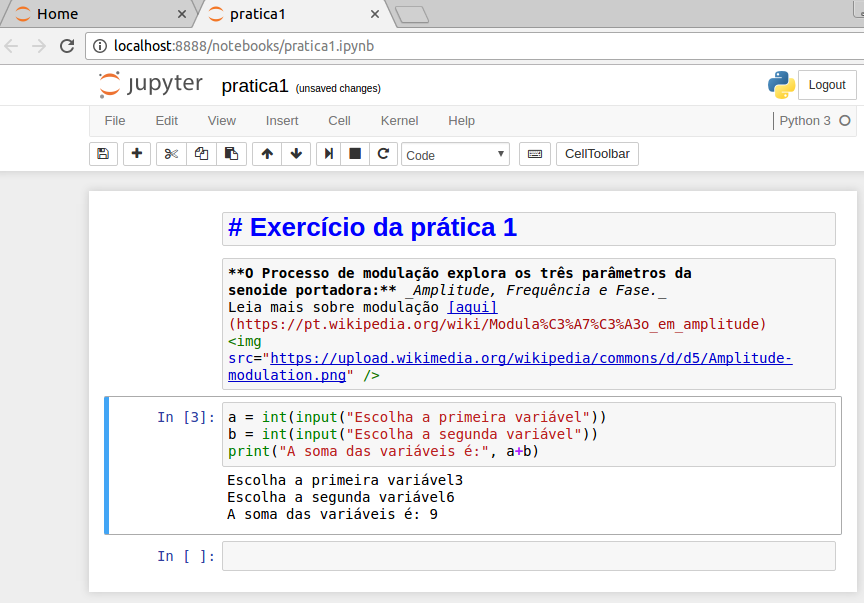 Home
pratica1
localhost:8888/notebooks/pratica1.ipynb
jupyter pratica1 (unsaved changes)
Logout
File Edit View Insert Cell Kernel Help
Python 3
Code
CellToolbar
# Exercício da prática 1
**O Processo de modulação explora os três parâmetros da
senoide portadora:** _Amplitude, Frequência e Fase._
Leia mais sobre modulação [aqui]
(https://pt.wikipedia.org/wiki/Modula%C3%A7%C3%A3o_em_amplitude)
<img
src="https://upload.wikimedia.org/wikipedia/commons/d/d5/Amplitude-
modulation.png" />
In [3]: a = int(input("Escolha a primeira variável"))
b = int(input("Escolha a segunda variável"))
print("A soma das variáveis é:", a+b)
Escolha a primeira variável3
Escolha a segunda variável6
A soma das variáveis é: 9
In [ ]: